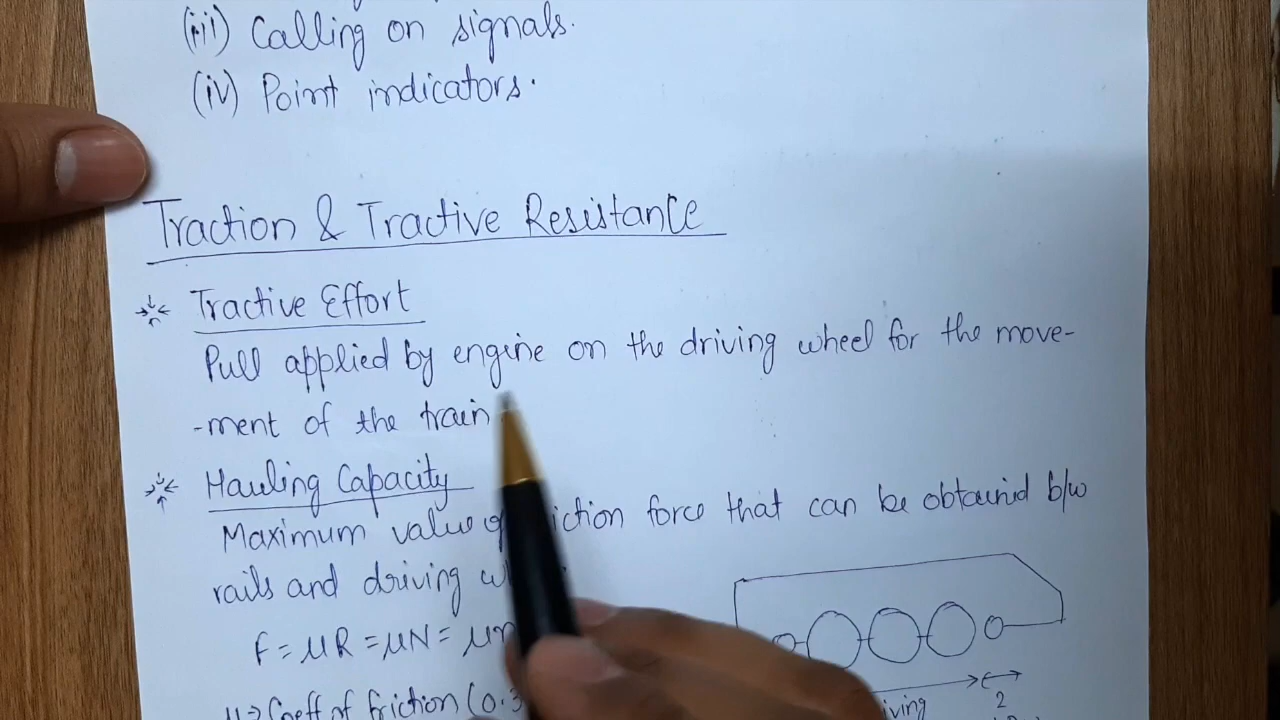 (iii) Calling on signals.
(iv) Point indicators.
Traction & Tractive Resistance
Tractive Effort
Pull applied by engine on the driving wheel for the move-
-ment of the train
Hauling Capacity
Maximum value friction force that can be obtained b/w
rails and driving
F = μR = μN =
μ → Coeff of friction (0.3
2